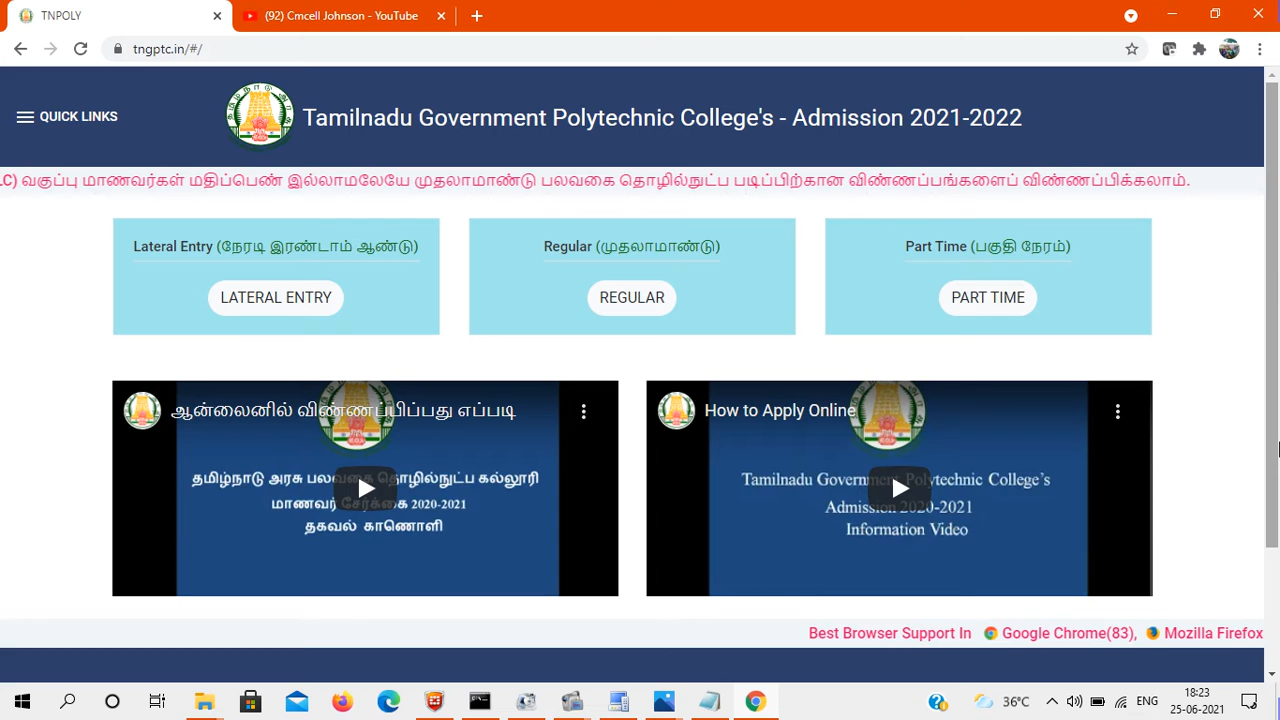 TNPOLY
(92) Cmcell Johnson - YouTube
tngptc.in/#/
QUICK LINKS
Tamilnadu Government Polytechnic College's - Admission 2021-2022
LC) வகுப்பு மாணவர்கள் மதிப்பெண் இல்லாமலேயே முதலாமாண்டு பலவகை தொழில்நுட்ப படிப்பிற்கான விண்ணப்பங்களைப் விண்ணப்பிக்கலாம்.
Lateral Entry (நேரடி இரண்டாம் ஆண்டு)
LATERAL ENTRY
Regular (முதலாமாண்டு)
REGULAR
Part Time (பகுதி நேரம்)
PART TIME
ஆன்லைனில் விண்ணப்பிப்பது எப்படி
தமிழ்நாடு அரசு பலவகை தொழில்நுட்ப கல்லூரி
மாணவர் சேர்க்கை 2020-2021
தகவல் காணொளி
How to Apply Online
Tamilnadu Government Polytechnic College's
Admission 2020-2021
Information Video
Best Browser Support In Google Chrome(83), Mozilla Firefox
36°C
ENG
18:23
25-06-2021